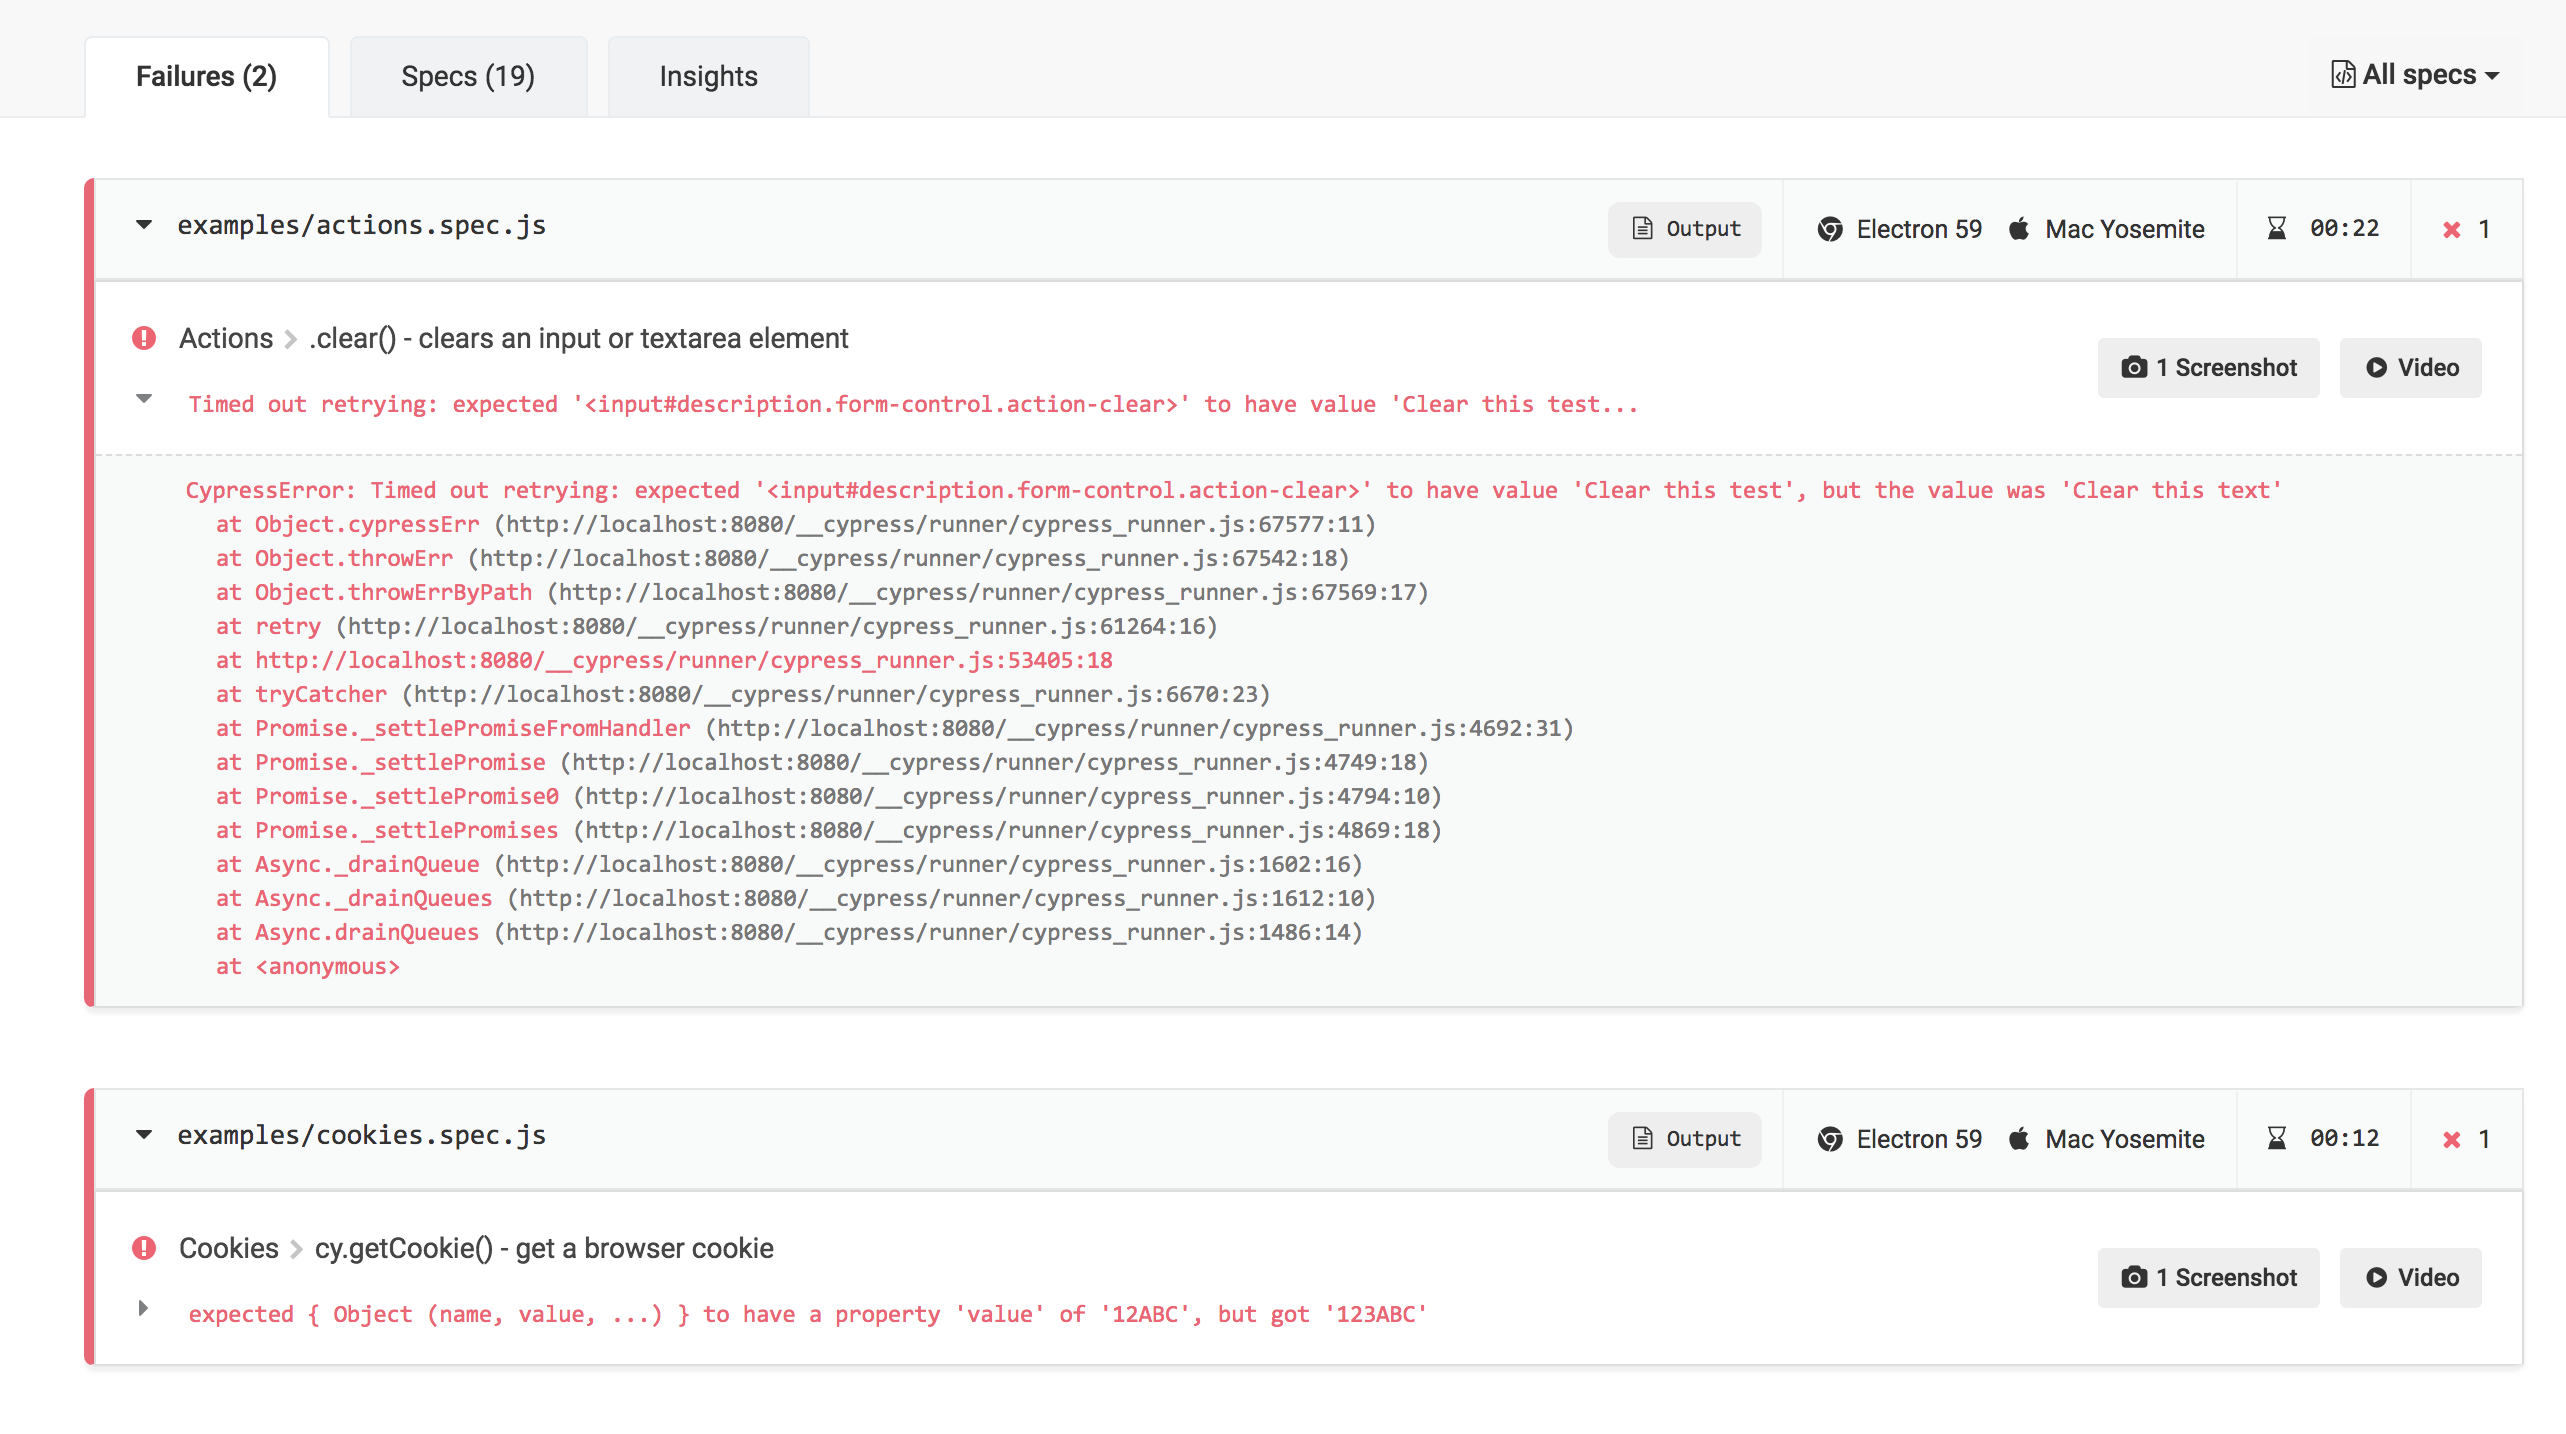 Failures (2) Specs (19) Insights All specs
examples/actions.spec.js Output Electron 59 Mac Yosemite 00:22 1
Actions > .clear() - clears an input or textarea element
1 Screenshot Video
Timed out retrying: expected '<input#description.form-control.action-clear>' to have value 'Clear this test...
CypressError: Timed out retrying: expected '<input#description.form-control.action-clear>' to have value 'Clear this test', but the value was 'Clear this text'
at Object.cypressErr (http://localhost:8080/__cypress/runner/cypress_runner.js:67577:11)
at Object.throwErr (http://localhost:8080/__cypress/runner/cypress_runner.js:67542:18)
at Object.throwErrByPath (http://localhost:8080/__cypress/runner/cypress_runner.js:67569:17)
at retry (http://localhost:8080/__cypress/runner/cypress_runner.js:61264:16)
at http://localhost:8080/__cypress/runner/cypress_runner.js:53405:18
at tryCatcher (http://localhost:8080/__cypress/runner/cypress_runner.js:6670:23)
at Promise._settlePromiseFromHandler (http://localhost:8080/__cypress/runner/cypress_runner.js:4692:31)
at Promise._settlePromise (http://localhost:8080/__cypress/runner/cypress_runner.js:4749:18)
at Promise._settlePromise0 (http://localhost:8080/__cypress/runner/cypress_runner.js:4794:10)
at Promise._settlePromises (http://localhost:8080/__cypress/runner/cypress_runner.js:4869:18)
at Async._drainQueue (http://localhost:8080/__cypress/runner/cypress_runner.js:1602:16)
at Async._drainQueues (http://localhost:8080/__cypress/runner/cypress_runner.js:1612:10)
at Async.drainQueues (http://localhost:8080/__cypress/runner/cypress_runner.js:1486:14)
at <anonymous>
examples/cookies.spec.js Output Electron 59 Mac Yosemite 00:12 1
Cookies > cy.getCookie() - get a browser cookie
1 Screenshot Video
expected { Object (name, value, ...) } to have a property 'value' of '12ABC', but got '123ABC'